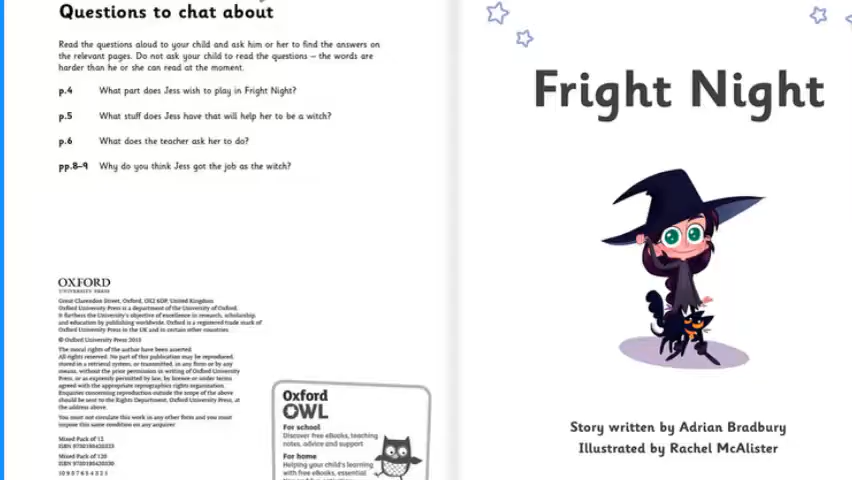 Questions to chat about
Read the questions aloud to your child and ask him or her to find the answers on
the relevant pages. Do not ask your child to read the questions – the words are
harder than he or she can read at the moment.
p.4 What part does Jess wish to play in Fright Night?
p.5 What stuff does Jess have that will help her to be a witch?
p.6 What does the teacher ask her to do?
pp.8–9 Why do you think Jess got the job as the witch?
OXFORD
UNIVERSITY PRESS
Great Clarendon Street, Oxford, OX2 6DP, United Kingdom
Oxford University Press is a department of the University of Oxford.
It furthers the University's objective of excellence in research, scholarship,
and education by publishing worldwide. Oxford is a registered trade mark of
Oxford University Press in the UK and in certain other countries
© Oxford University Press
The moral rights of the author have been asserted
All rights reserved. No part of this publication may be reproduced,
stored in a retrieval system, or transmitted, in any form or by any
means, without the prior permission in writing of Oxford University
Press, or as expressly permitted by law, by licence or under terms
agreed with the appropriate reprographics rights organisation.
Enquiries concerning reproduction outside the scope of the above
should be sent to the Rights Department, Oxford University Press, at
the address above.
You must not circulate this work in any other form and you must
impose this same condition on any acquirer
Mixed Pack of 12
ISBN
Mixed Pack of 120
ISBN
10 9 8 7 6 5 4 3 2 1
Oxford
OWL
For school
Discover free eBooks, teaching
notes, advice and support
For home
Helping your child's learning
with free eBooks, essential
Fright Night
Story written by Adrian Bradbury
Illustrated by Rachel McAlister